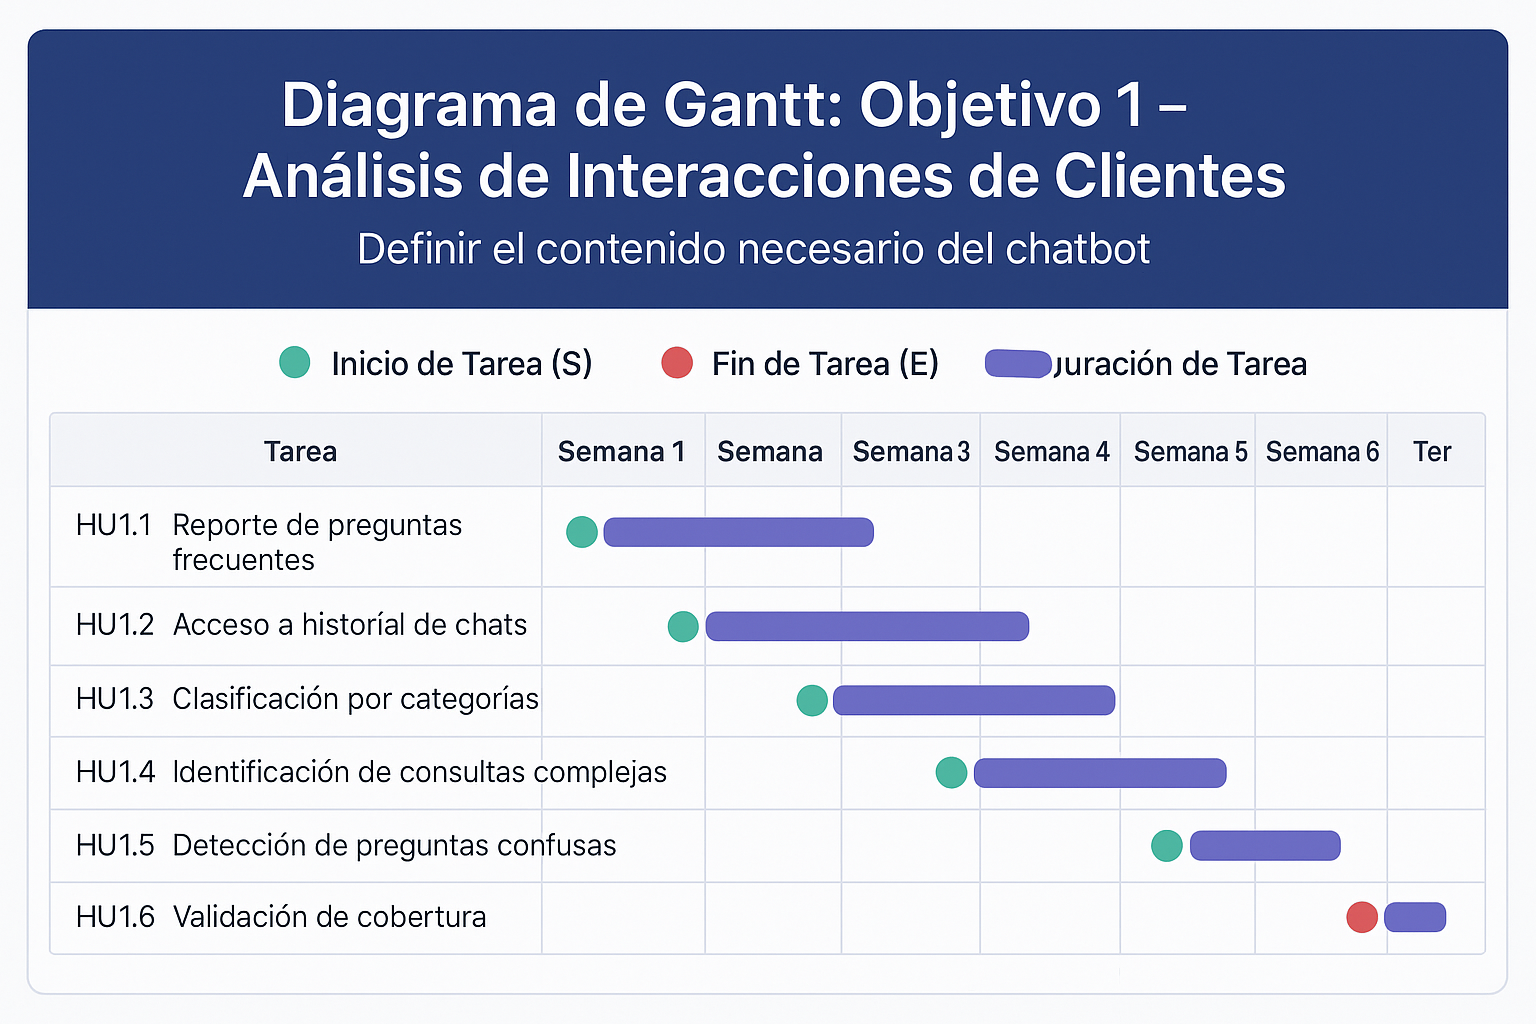 Diagrama de Gantt: Objetivo 1 –
Análisis de Interacciones de Clientes
Definir el contenido necesario del chatbot
Inicio de Tarea (S) Fin de Tarea (E) uración de Tarea
Tarea Semana 1 Semana Semana 3 Semana 4 Semana 5 Semana 6 Ter
HU1.1 Reporte de preguntas
frecuentes
HU1.2 Acceso a historíal de chats
HU1.3 Clasificación por categorías
HU1.4 Identificación de consultas complejas
HU1.5 Detección de preguntas confusas
HU1.6 Validación de cobertura